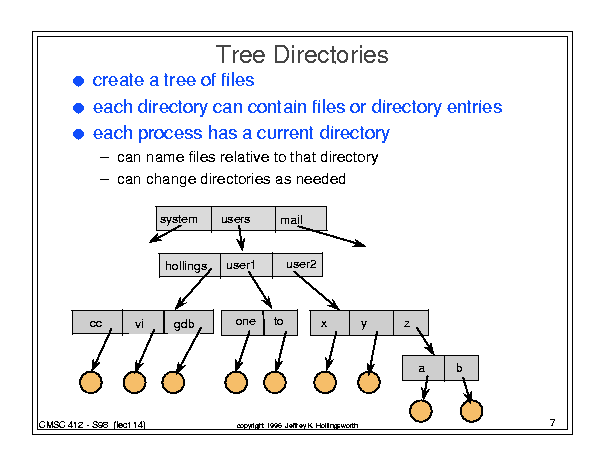 Tree Directories
● create a tree of files
● each directory can contain files or directory entries
● each process has a current directory
– can name files relative to that directory
– can change directories as needed
system users mail
hollings user1 user2
cc vi gdb one to x y z
a b
CMSC 412 - S98 (lect 14) copyright 1996 Jeffrey K. Hollingsworth 7